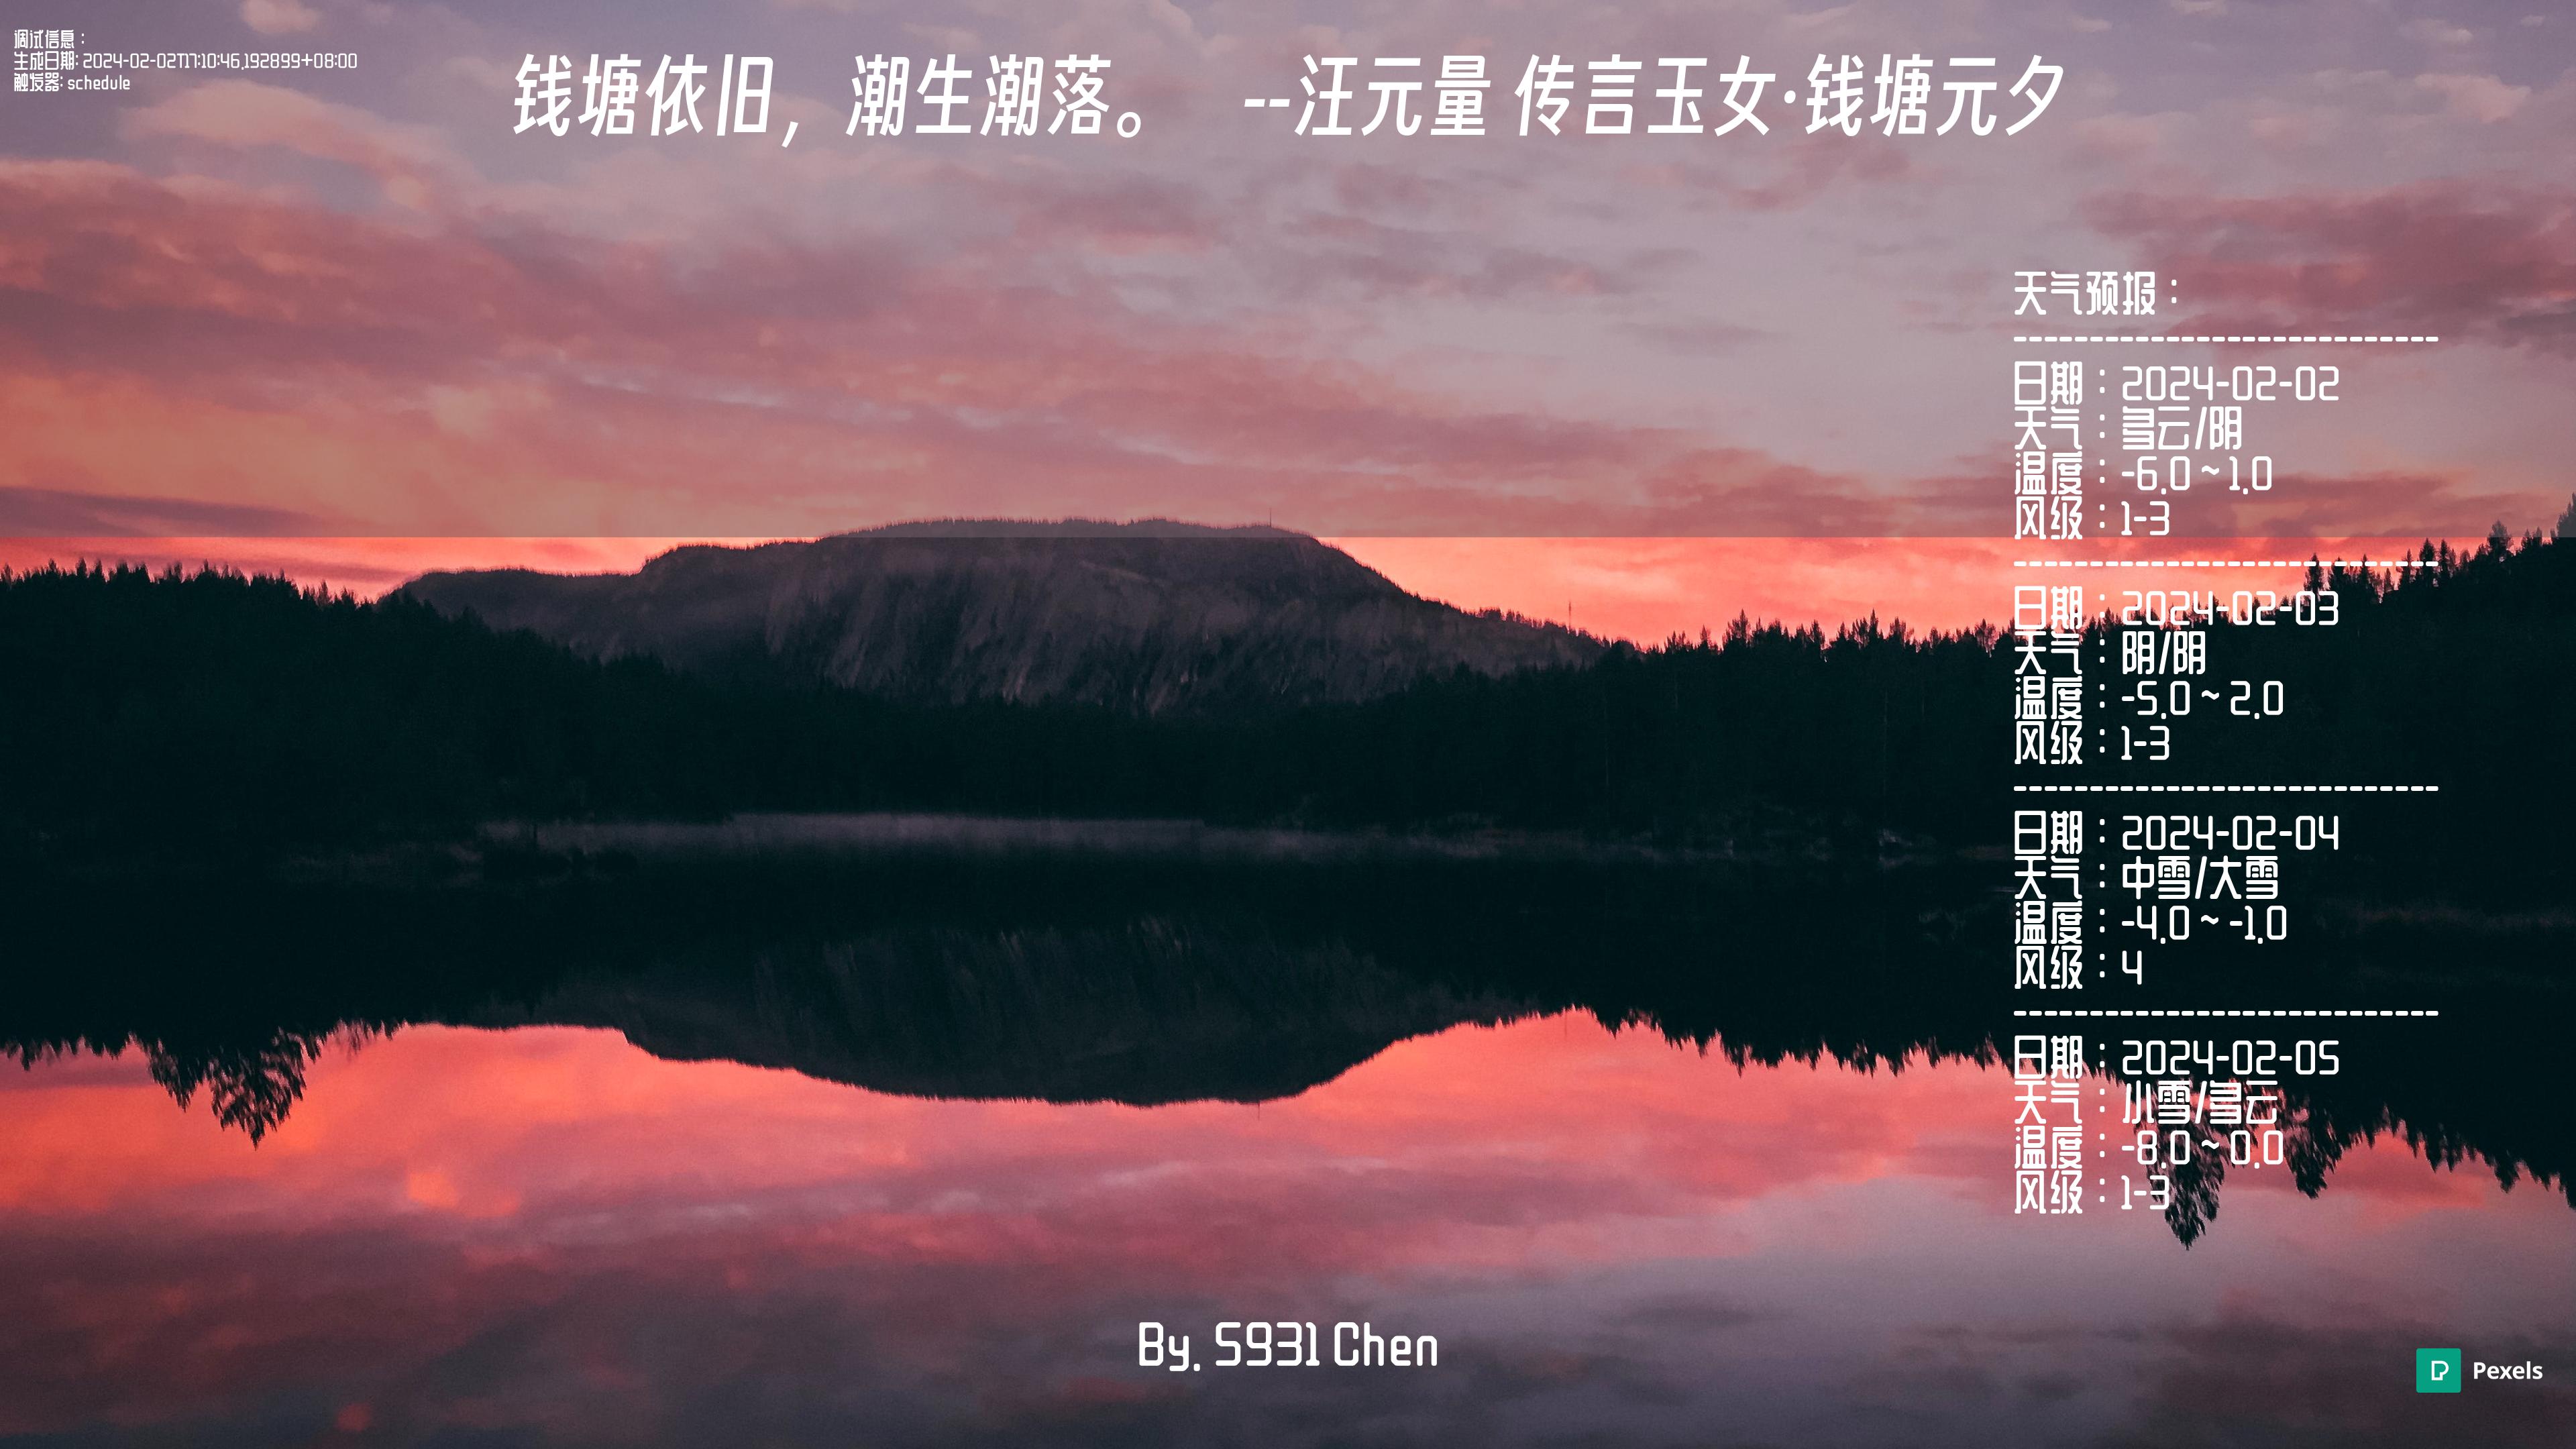 调试信息：
生成日期: 2024-02-02T17:10:46.192899+08:00
触发器: schedule
钱塘依旧，潮生潮落。 --汪元量 传言玉女·钱塘元夕
天气预报：
----------------------------
日期：2024-02-02
天气：多云/阴
温度：-6.0 ~ 1.0
风级：1-3
----------------------------
日期：2024-02-03
天气：阴/阴
温度：-5.0 ~ 2.0
风级：1-3
----------------------------
日期：2024-02-04
天气：中雪/大雪
温度：-4.0 ~ -1.0
风级：4
----------------------------
日期：2024-02-05
天气：小雪/多云
温度：-8.0 ~ 0.0
风级：1-3
By. S931 Chen
Pexels